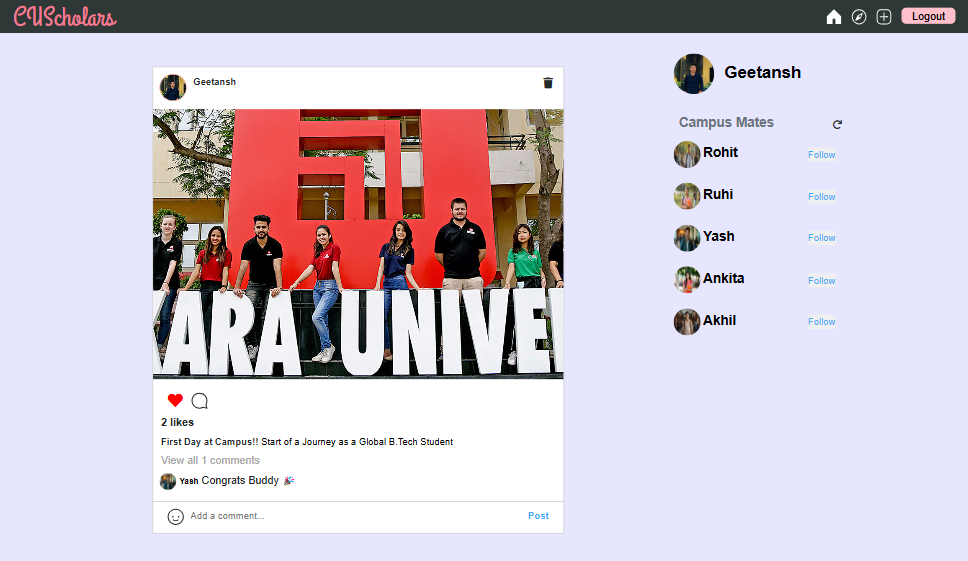 CUScholars
Logout
Geetansh
ARA UNIVE
2 likes
First Day at Campus!! Start of a Journey as a Global B.Tech Student
View all 1 comments
Yash Congrats Buddy 🎉
Add a comment...
Post
Geetansh
Campus Mates
Rohit Follow
Ruhi Follow
Yash Follow
Ankita Follow
Akhil Follow